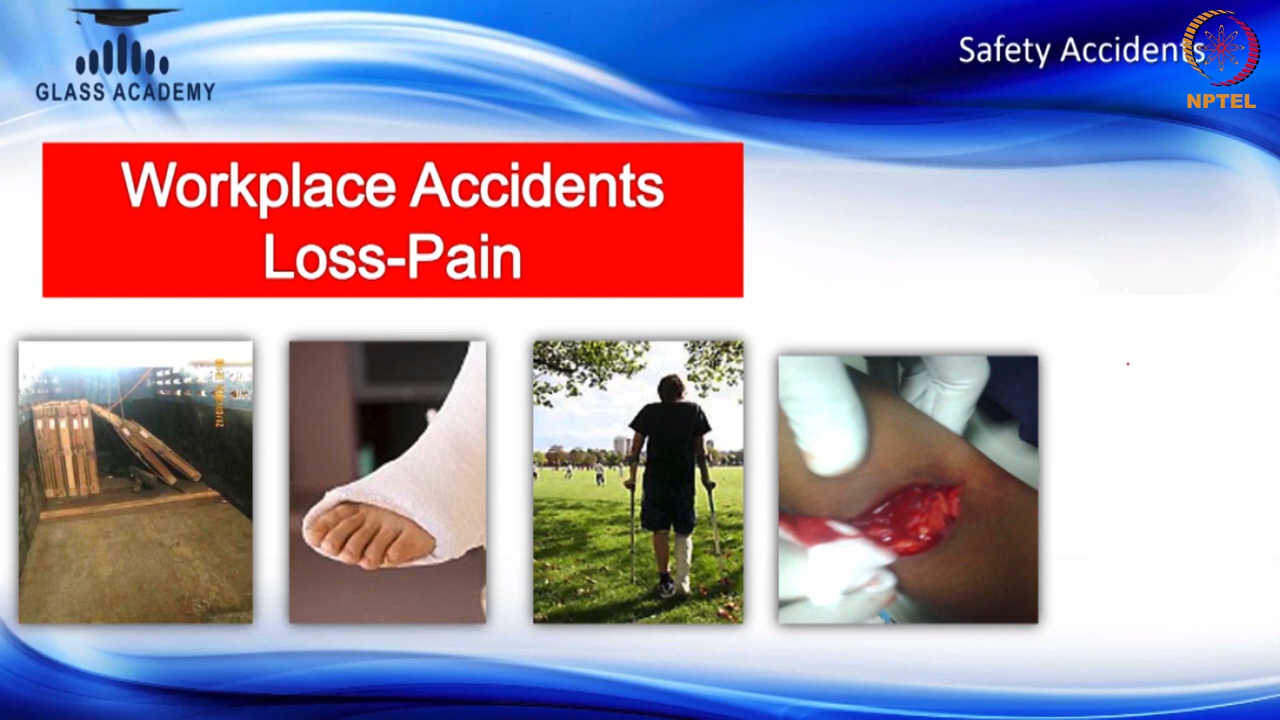 GLASS ACADEMY
Safety Accidents
NPTEL
Workplace Accidents
Loss-Pain